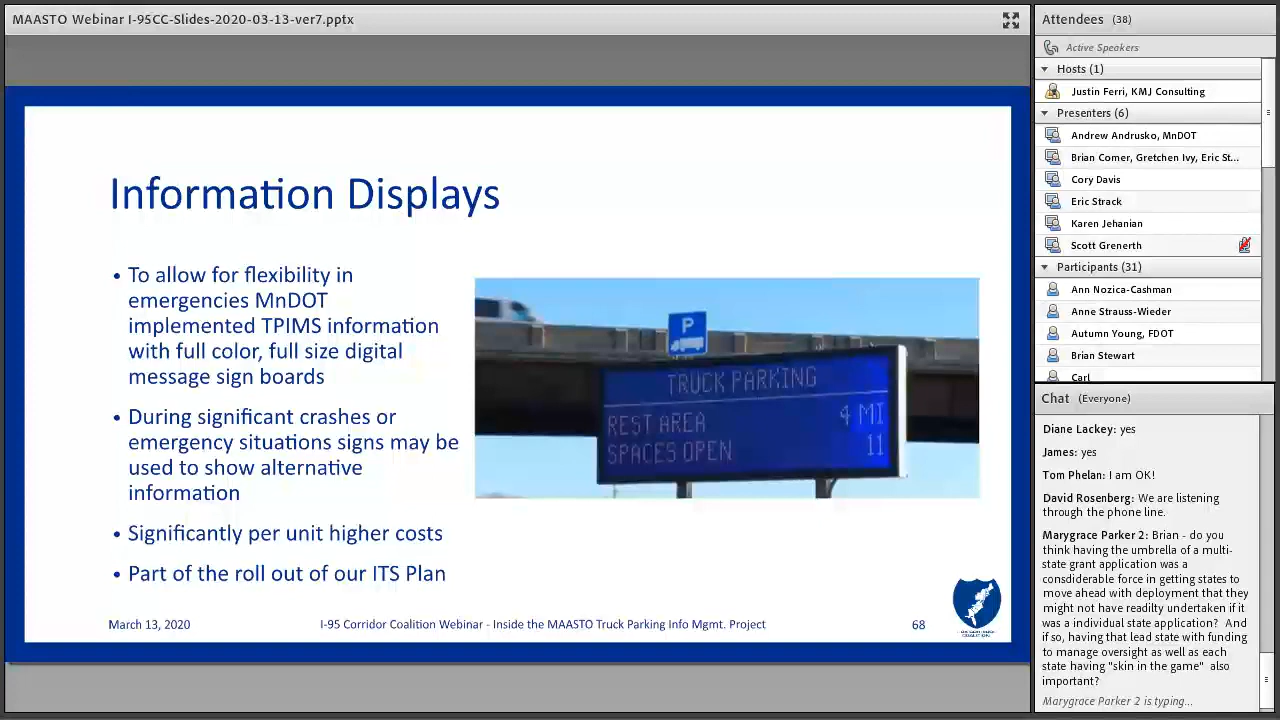 MAASTO Webinar I-95CC-Slides-2020-03-13-ver7.pptx
Information Displays
• To allow for flexibility in
emergencies MnDOT
implemented TPIMS information
with full color, full size digital
message sign boards
• During significant crashes or
emergency situations signs may be
used to show alternative
information
• Significantly per unit higher costs
• Part of the roll out of our ITS Plan
P
TRUCK PARKING
REST AREA 4 MI
SPACES OPEN 11
March 13, 2020
I-95 Corridor Coalition Webinar - Inside the MAASTO Truck Parking Info Mgmt. Project
68
Attendees (38)
Active Speakers
Hosts (1)
Justin Ferri, KMJ Consulting
Presenters (6)
Andrew Andrusko, MnDOT
Brian Comer, Gretchen Ivy, Eric St...
Cory Davis
Eric Strack
Karen Jehanian
Scott Grenerth
Participants (31)
Ann Nozica-Cashman
Anne Strauss-Wieder
Autumn Young, FDOT
Brian Stewart
Carl
Chat (Everyone)
Diane Lackey: yes
James: yes
Tom Phelan: I am OK!
David Rosenberg: We are listening
through the phone line.
Marygrace Parker 2: Brian - do you
think having the umbrella of a multi-
state grant application was a
consididerable force in getting states to
move ahead with deployment that they
might not have readilty undertaken if it
was a individual state application? And
if so, having that lead state with funding
to manage oversight as well as each
state having "skin in the game" also
important?
Marygrace Parker 2 is typing...